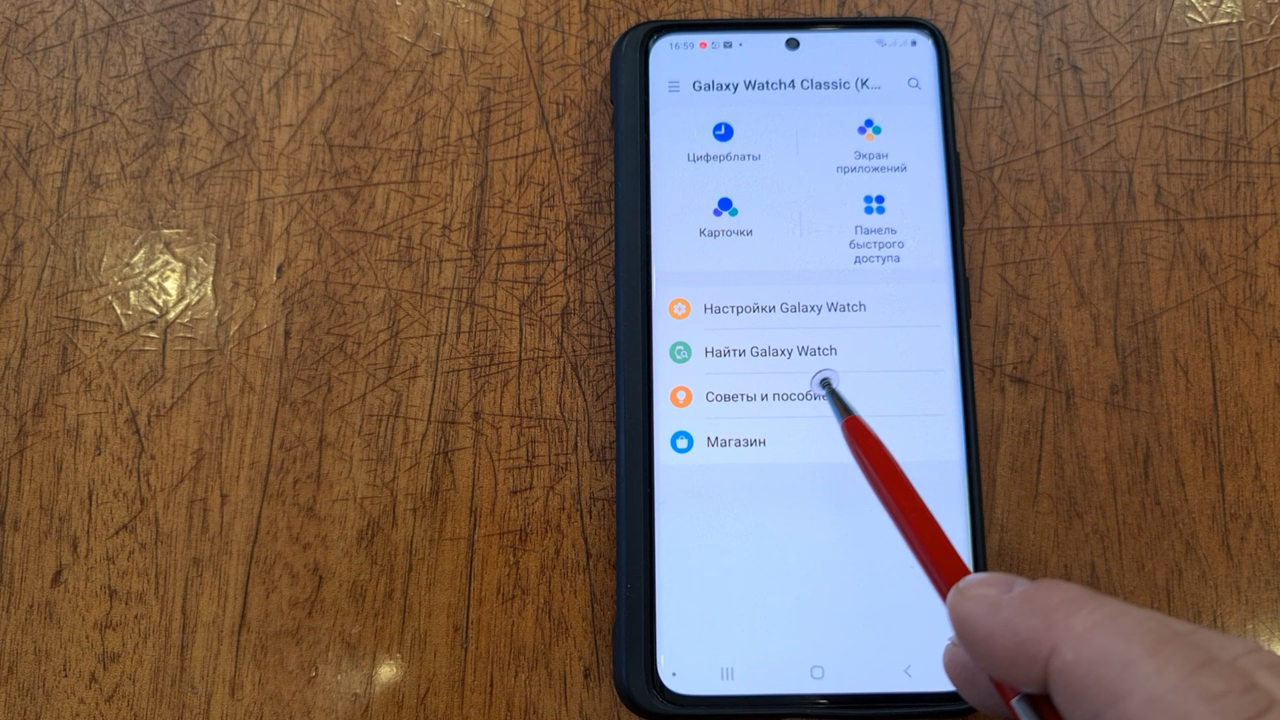 16:59
Galaxy Watch4 Classic (K...
Циферблаты
Экран
приложений
Карточки
Панель
быстрого
доступа
Настройки Galaxy Watch
Найти Galaxy Watch
Советы и
Магазин